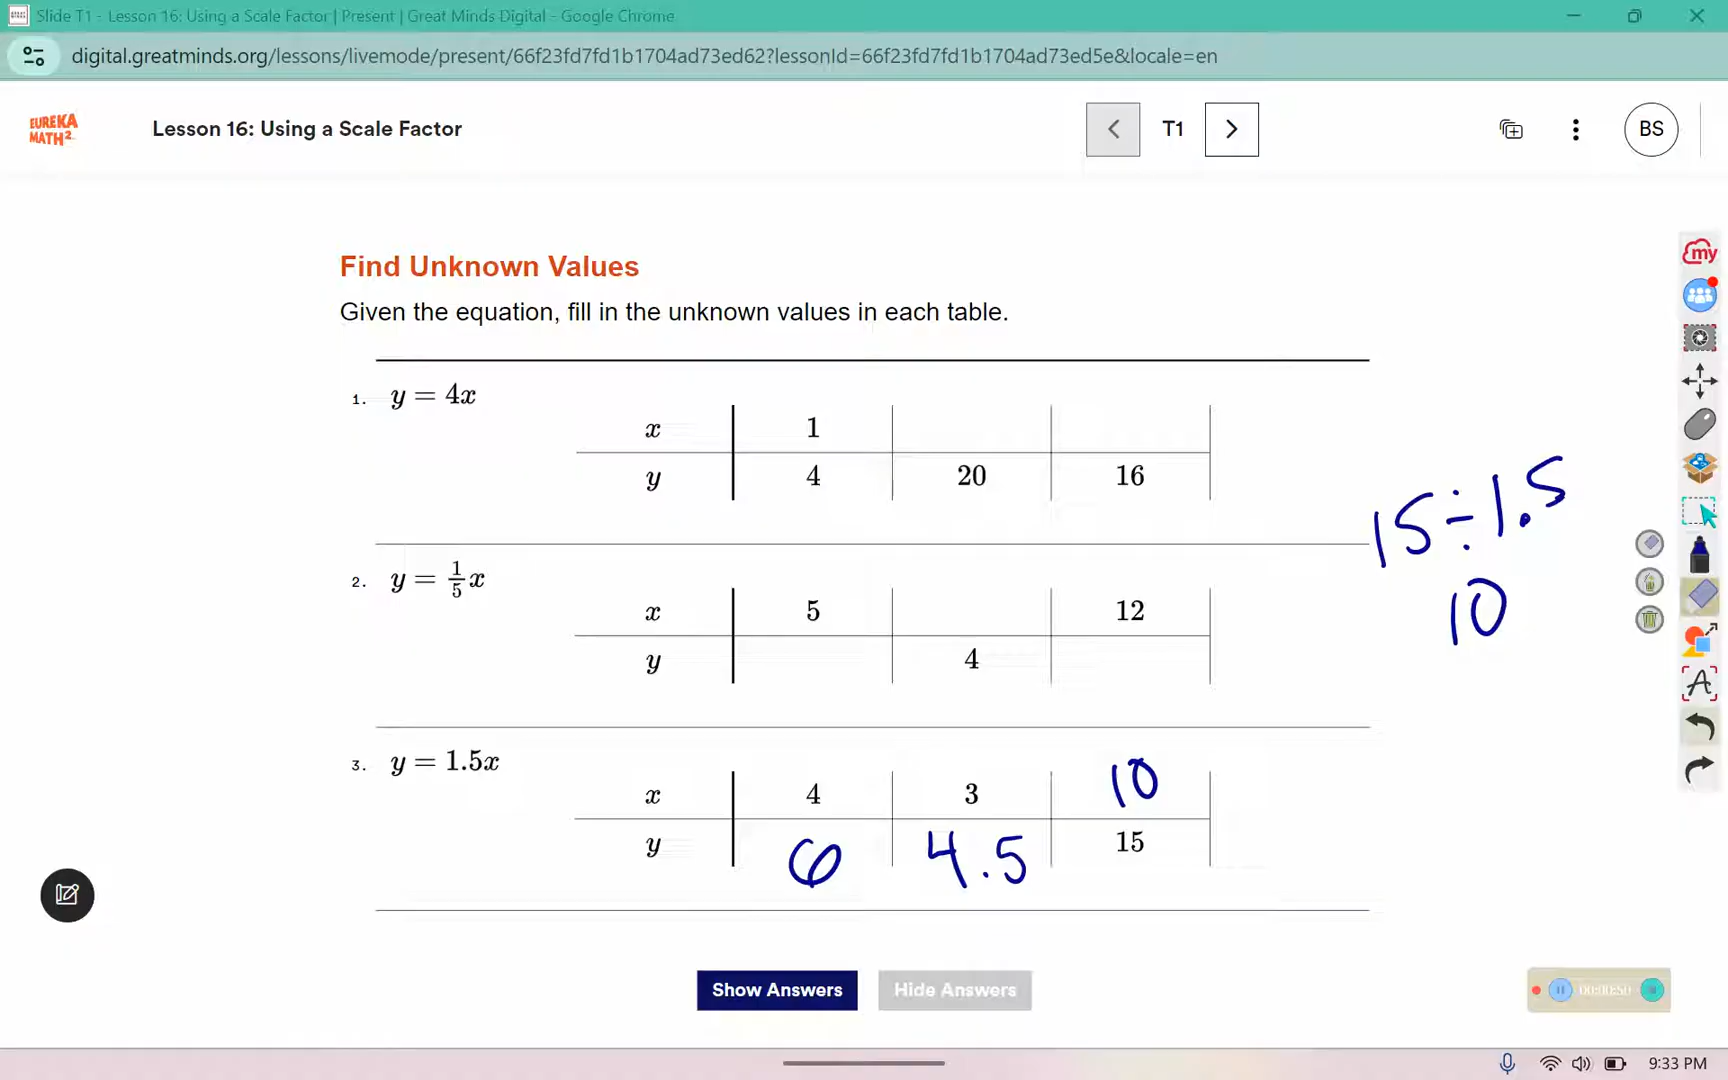 Slide T1 - Lesson 16: Using a Scale Factor | Present | Great Minds Digital - Google Chrome
digital.greatminds.org/lessons/livemode/present/66f23fd7fd1b1704ad73ed62?lessonId=66f23fd7fd1b1704ad73ed5e&locale=en
EUREKA
MATH²
Lesson 16: Using a Scale Factor
T1
BS
my
Find Unknown Values
Given the equation, fill in the unknown values in each table.
1. y = 4x
x 1
y 4 20 16
15 ÷ 1.5
10
2. y = 1/5 x
x 5 12
y 4
3. y = 1.5x
x 4 3 10
y 6 4.5 15
A
Show Answers
Hide Answers
00:00:50
9:33 PM